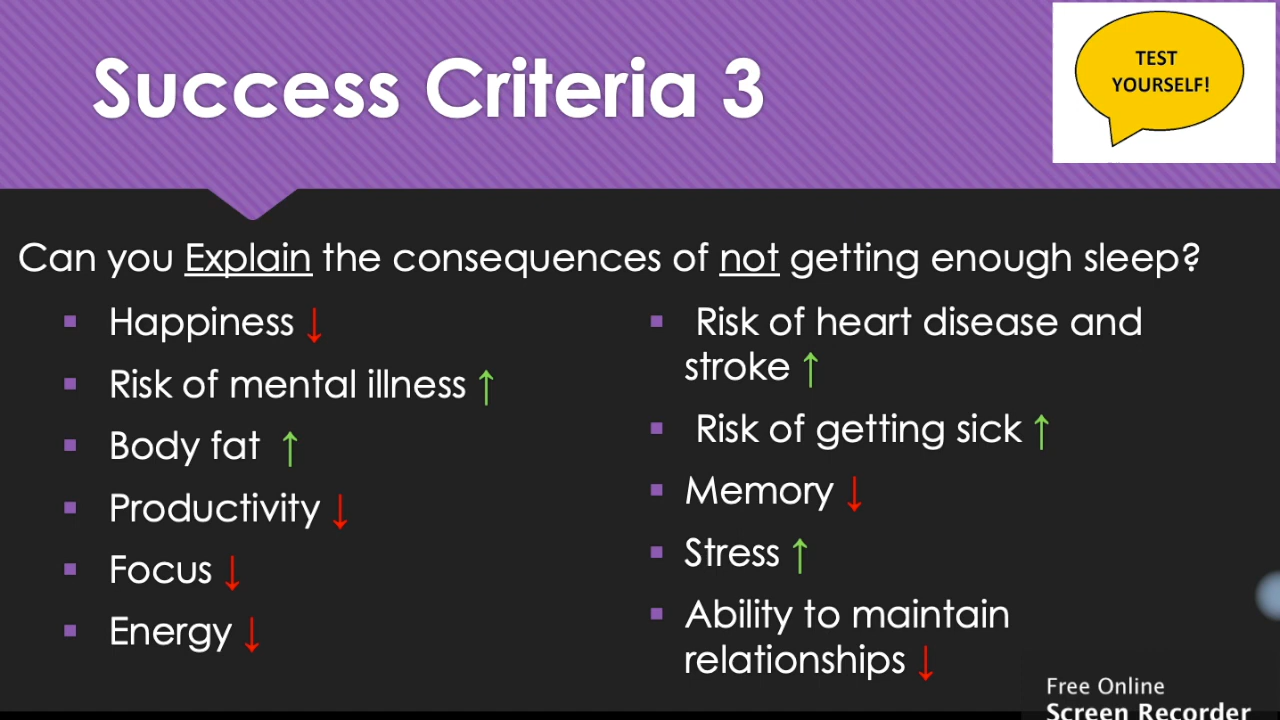 Success Criteria 3
TEST
YOURSELF!
Can you Explain the consequences of not getting enough sleep?
▪ Happiness ↓
▪ Risk of mental illness ↑
▪ Body fat ↑
▪ Productivity ↓
▪ Focus ↓
▪ Energy ↓
▪ Risk of heart disease and
stroke ↑
▪ Risk of getting sick ↑
▪ Memory ↓
▪ Stress ↑
▪ Ability to maintain
relationships ↓
Free Online
Screen Recorder